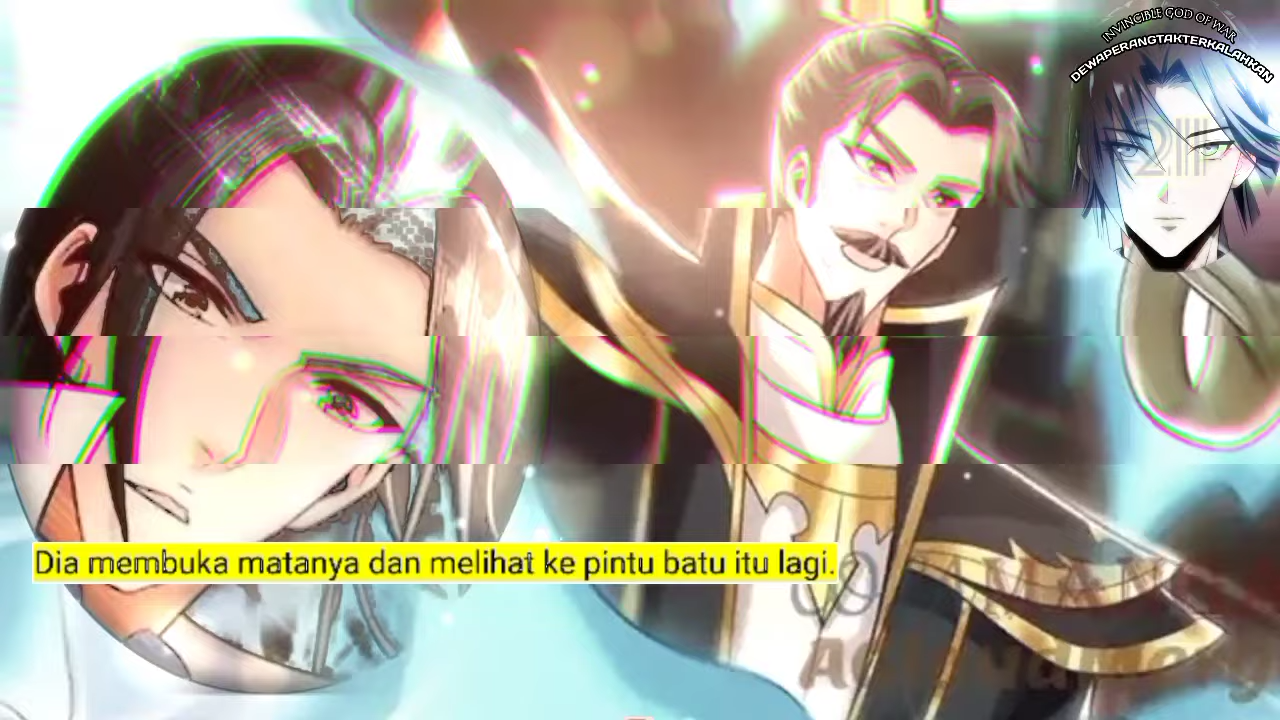 INVINCIBLE GOD OF WAR
DEWAPERANGTAKTERKALAHKAN
Dia membuka matanya dan melihat ke pintu batu itu lagi.